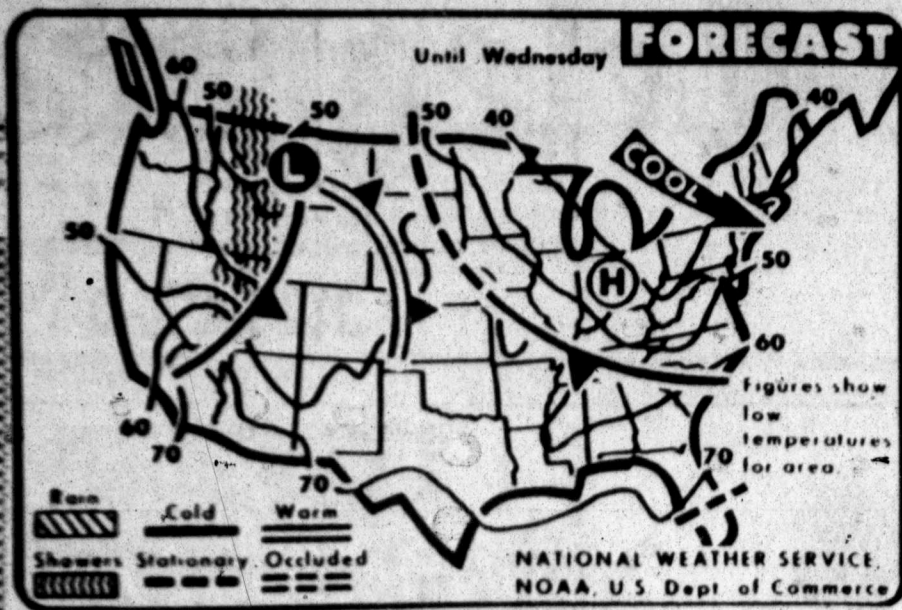 FORECAST
Until Wednesday
60
50
50
50
40
40
L
COOL
50
H
50
60
Figures show
low
temperatures
for area.
60
70
70
70
Rain
Cold
Warm
Showers
Stationary
Occluded
NATIONAL WEATHER SERVICE,
NOAA, U.S. Dept of Commerce